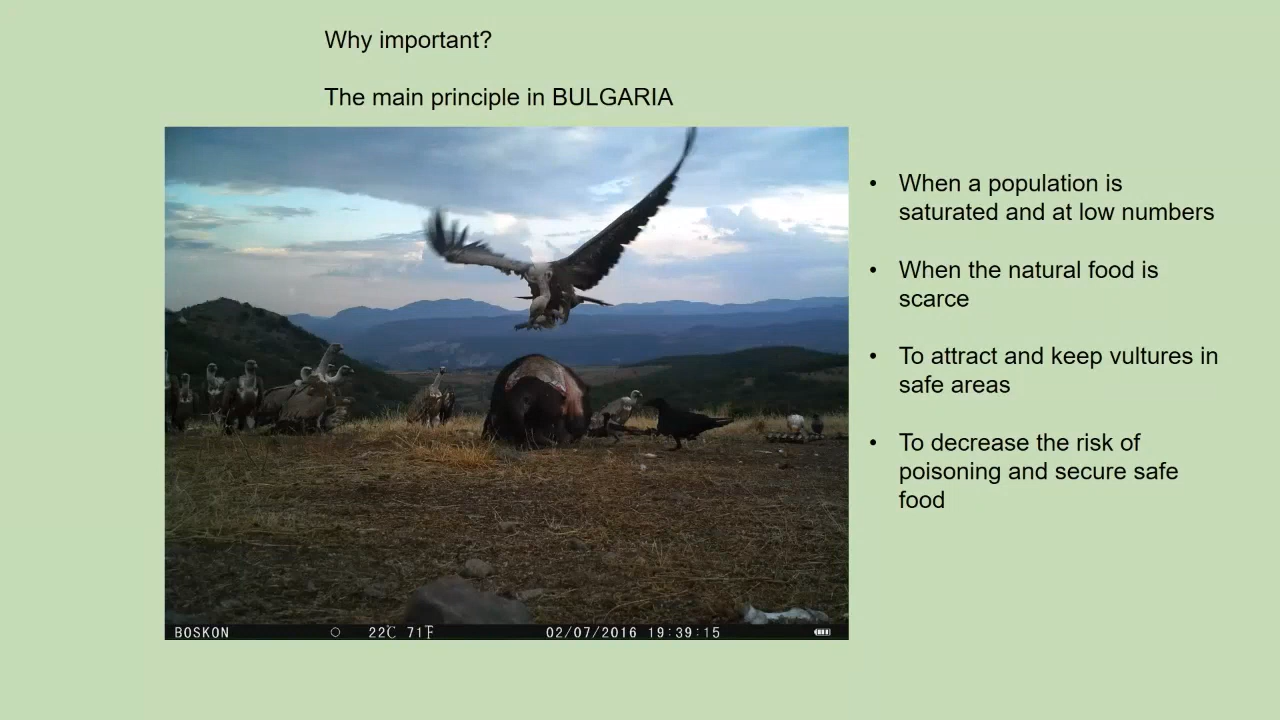 Why important?
The main principle in BULGARIA
• When a population is
saturated and at low numbers
• When the natural food is
scarce
• To attract and keep vultures in
safe areas
• To decrease the risk of
poisoning and secure safe
food
BOSKON ○ 22℃ 71℉ 02/07/2016 19:39:15